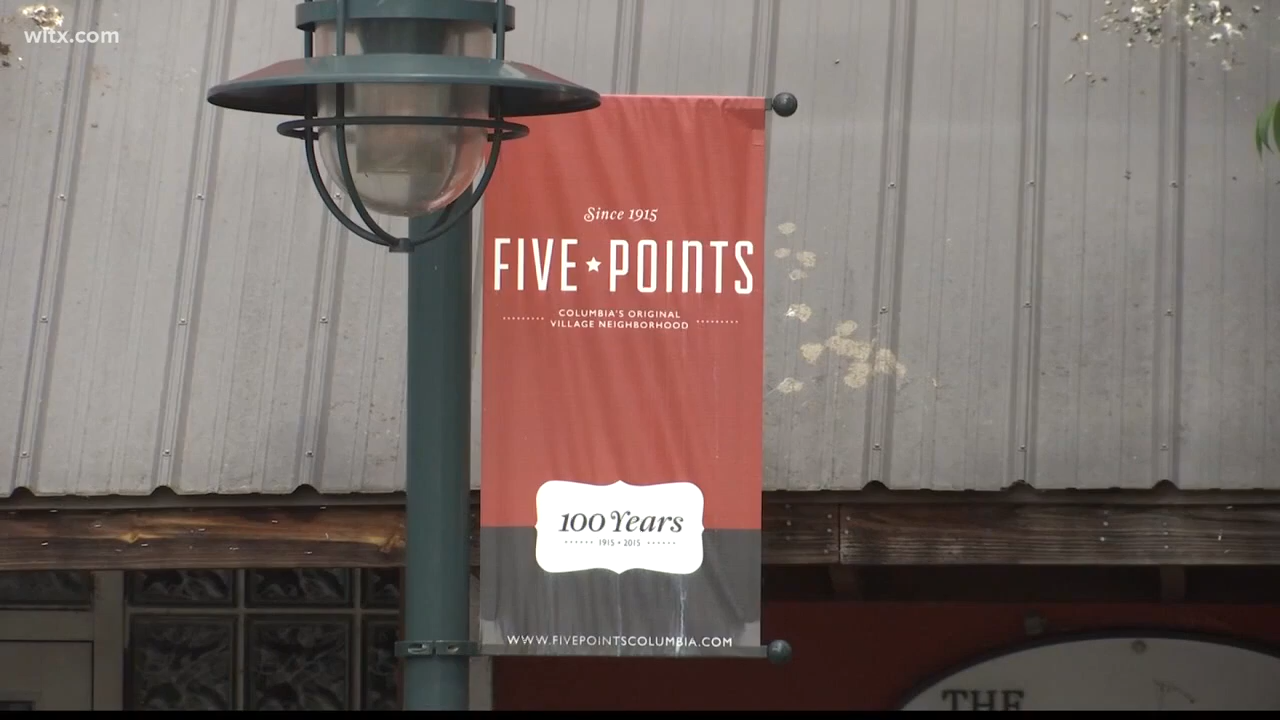 wltx.com
Since 1915
FIVE ★ POINTS
COLUMBIA'S ORIGINAL
VILLAGE NEIGHBORHOOD
100 Years
1915 • 2015
WWW.FIVEPOINTSCOLUMBIA.COM
THE